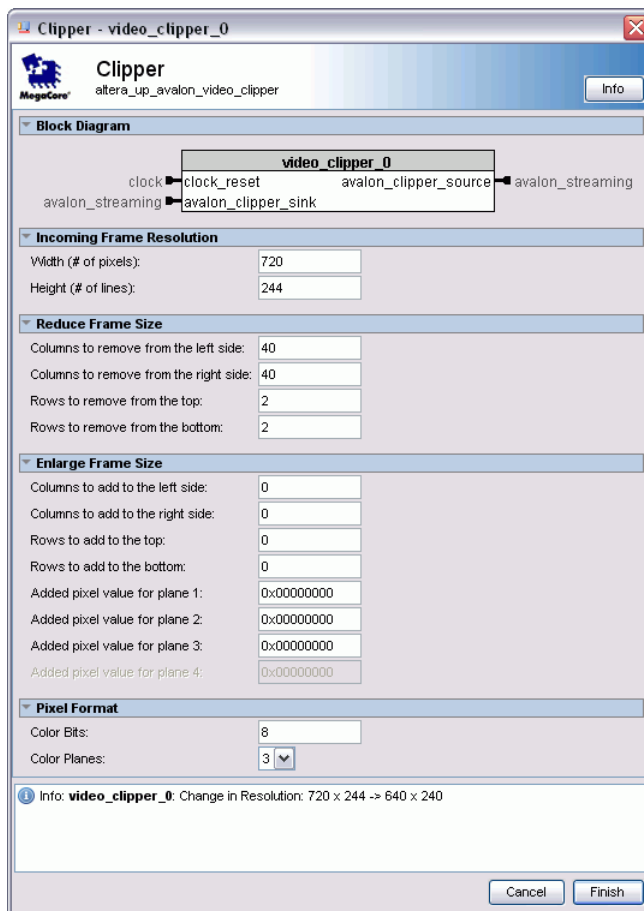 Clipper - video_clipper_0
MegaCore®
Clipper
altera_up_avalon_video_clipper
Info
Block Diagram
video_clipper_0
clock clock_reset avalon_clipper_source avalon_streaming
avalon_streaming avalon_clipper_sink
Incoming Frame Resolution
Width (# of pixels): 720
Height (# of lines): 244
Reduce Frame Size
Columns to remove from the left side: 40
Columns to remove from the right side: 40
Rows to remove from the top: 2
Rows to remove from the bottom: 2
Enlarge Frame Size
Columns to add to the left side: 0
Columns to add to the right side: 0
Rows to add to the top: 0
Rows to add to the bottom: 0
Added pixel value for plane 1: 0x00000000
Added pixel value for plane 2: 0x00000000
Added pixel value for plane 3: 0x00000000
Added pixel value for plane 4: 0x00000000
Pixel Format
Color Bits: 8
Color Planes: 3
Info: video_clipper_0: Change in Resolution: 720 x 244 -> 640 x 240
Cancel Finish